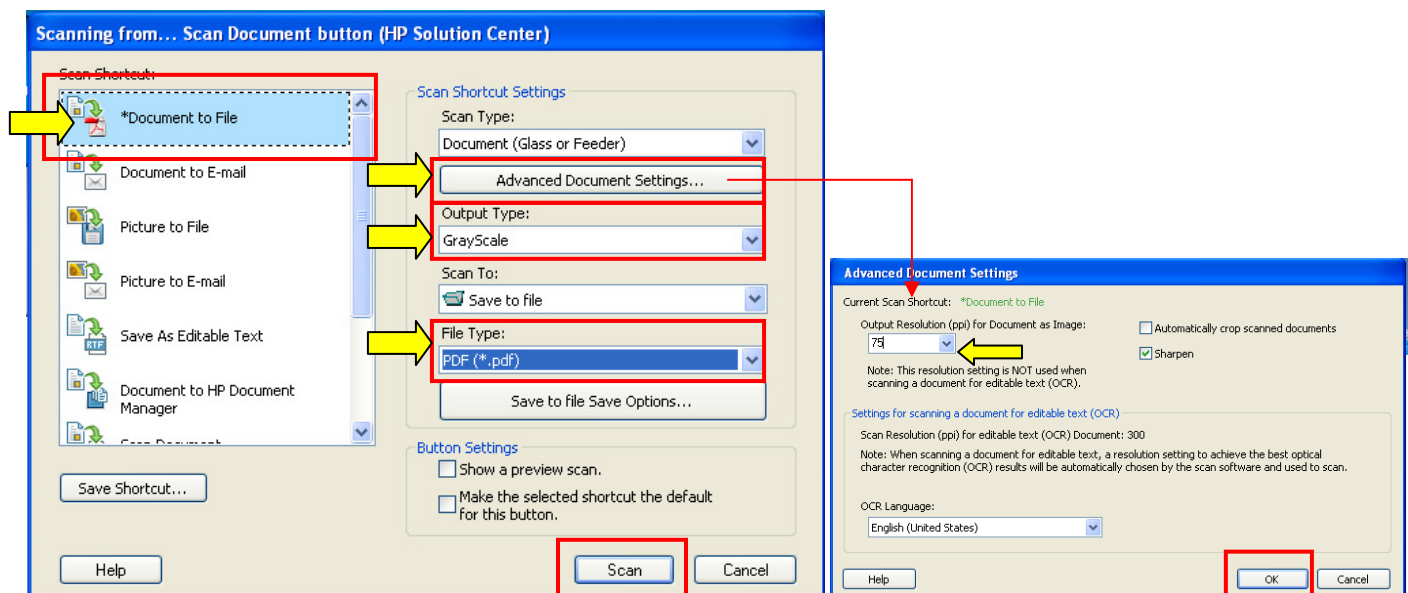 Scanning from... Scan Document button (HP Solution Center)
Scan Shortcut:
*Document to File
Document to E-mail
Picture to File
Picture to E-mail
Save As Editable Text
RTF
Document to HP Document
Manager
Scan Document
Save Shortcut...
Help
Scan Shortcut Settings
Scan Type:
Document (Glass or Feeder)
Advanced Document Settings...
Output Type:
GrayScale
Scan To:
Save to file
File Type:
PDF (*.pdf)
Save to file Save Options...
Button Settings
Show a preview scan.
Make the selected shortcut the default
for this button.
Scan
Cancel
Advanced Document Settings
Current Scan Shortcut: *Document to File
Output Resolution (ppi) for Document as Image:
75
Note: This resolution setting is NOT used when
scanning a document for editable text (OCR).
Automatically crop scanned documents
Sharpen
Settings for scanning a document for editable text (OCR)
Scan Resolution (ppi) for editable text (OCR) Document: 300
Note: When scanning a document for editable text, a resolution setting to achieve the best optical
character recognition (OCR) results will be automatically chosen by the scan software and used to scan.
OCR Language:
English (United States)
Help
OK
Cancel